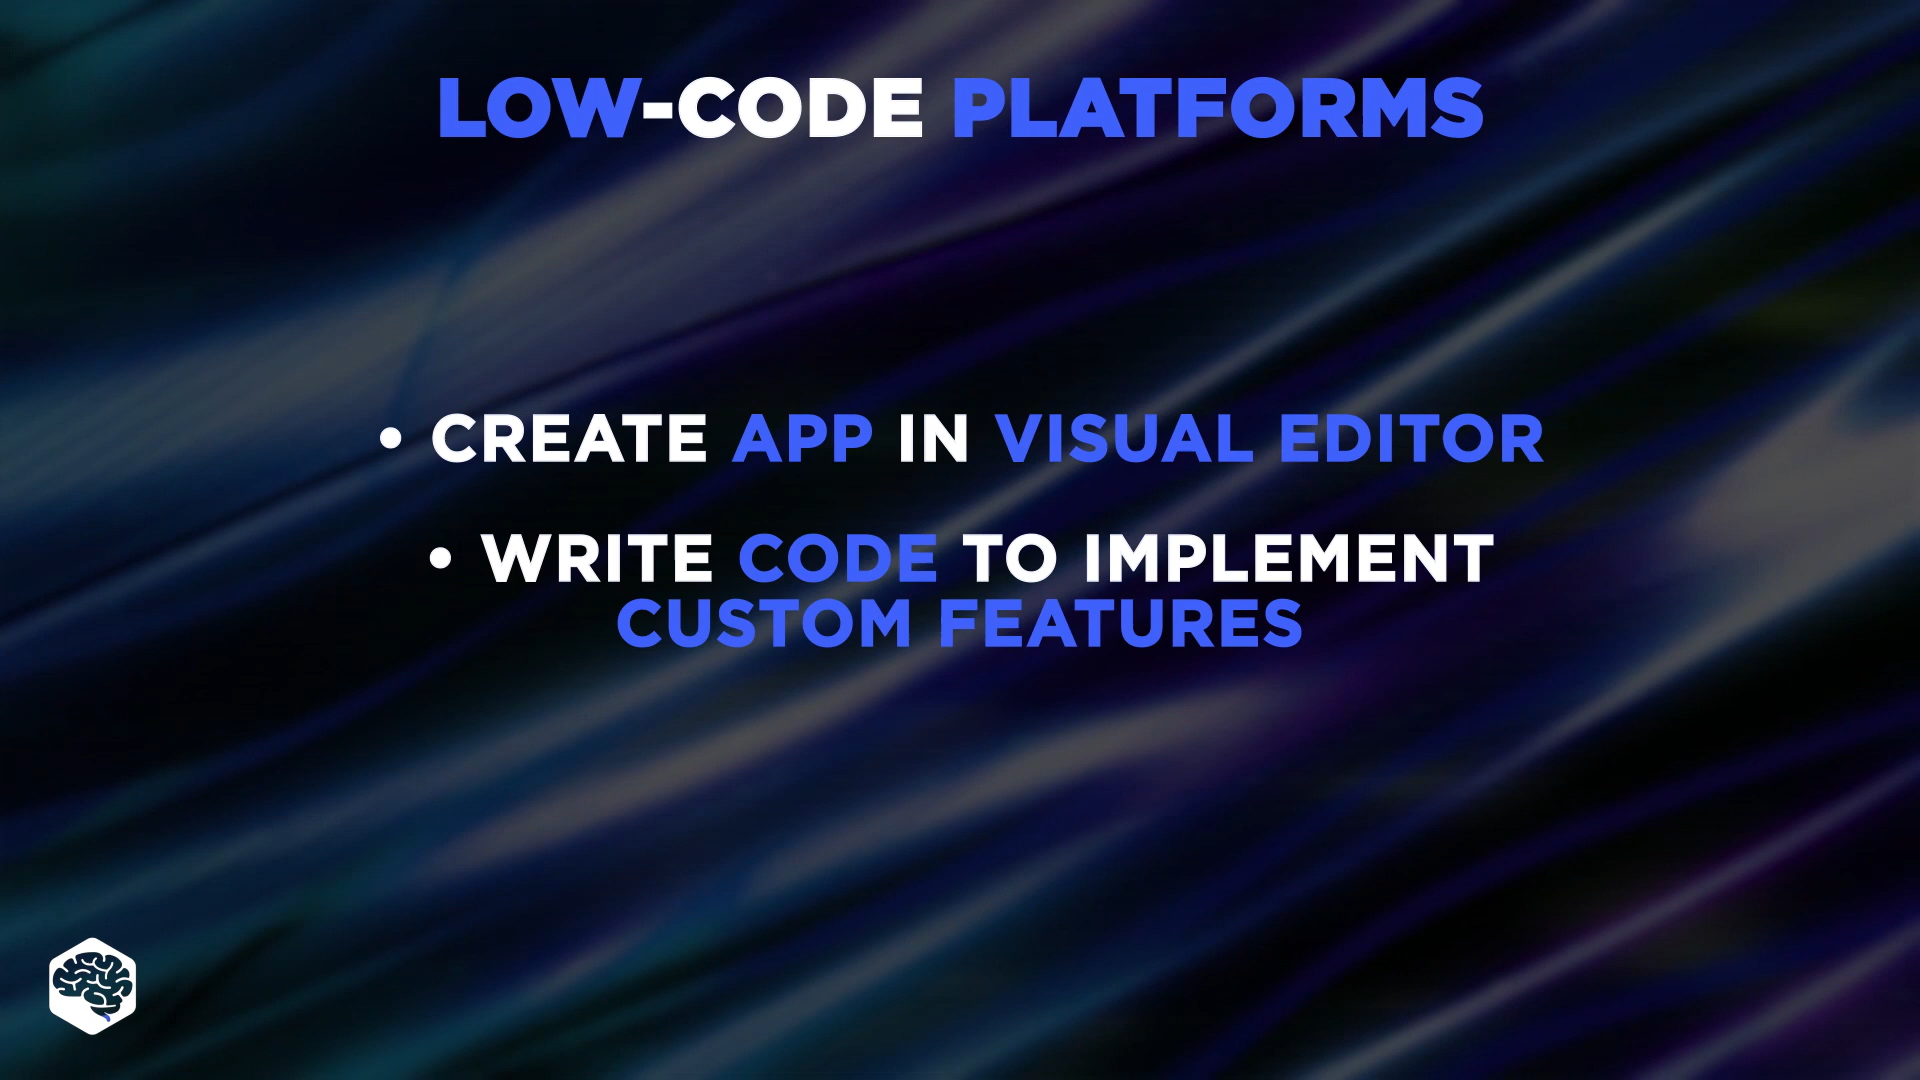 LOW-CODE PLATFORMS
• CREATE APP IN VISUAL EDITOR
• WRITE CODE TO IMPLEMENT
CUSTOM FEATURES